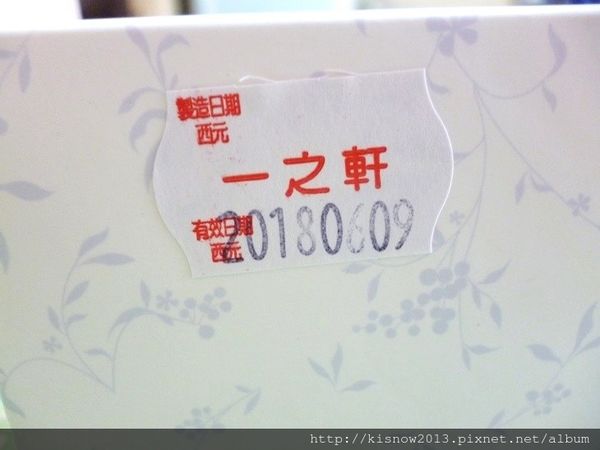 製造日期
西元
一之軒
有效日期
西元
20180609
http://kisnow2013.pixnet.net/album